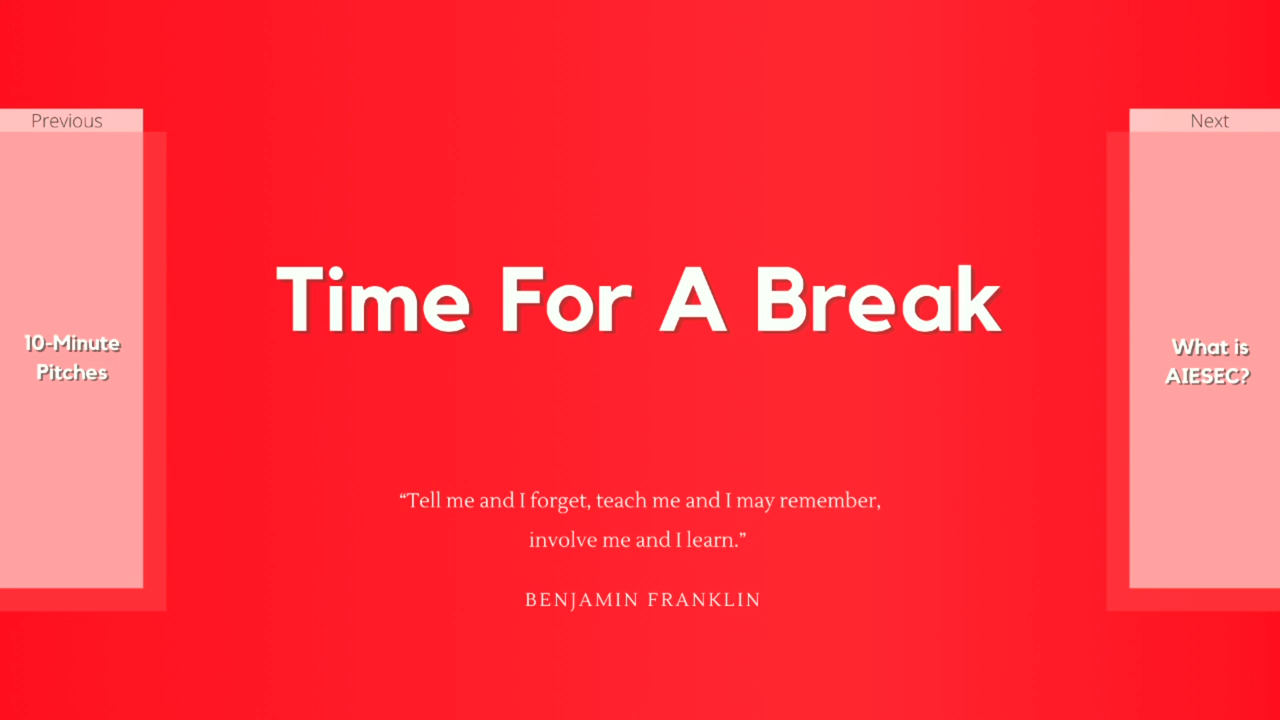 Previous
10-Minute
Pitches
Time For A Break
“Tell me and I forget, teach me and I may remember,
involve me and I learn.”
BENJAMIN FRANKLIN
Next
What is
AIESEC?